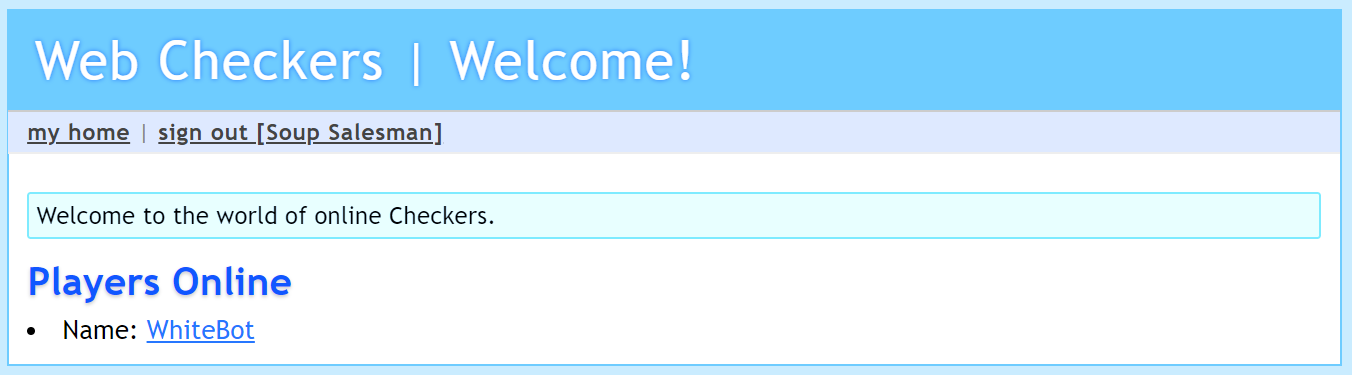 Web Checkers | Welcome!
my home | sign out [Soup Salesman]
Welcome to the world of online Checkers.
Players Online
• Name: WhiteBot